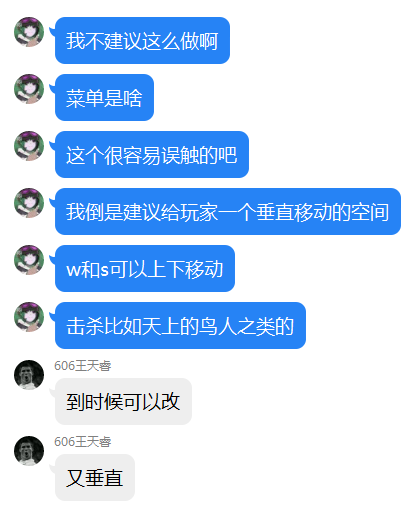 我不建议这么做啊
菜单是啥
这个很容易误触的吧
我倒是建议给玩家一个垂直移动的空间
w和s可以上下移动
击杀比如天上的鸟人之类的
606王天睿
到时候可以改
606王天睿
又垂直